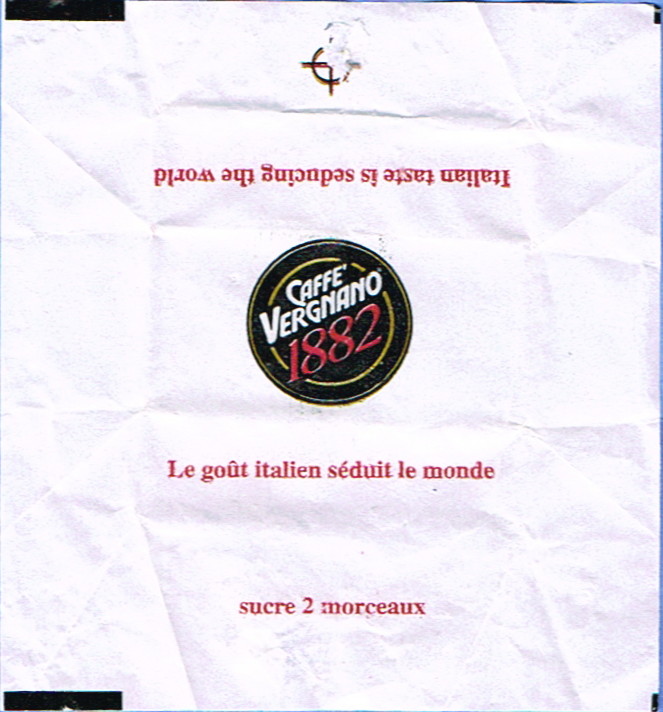 Italian taste is seducing the world
CAFFE'
VERGNANO
1882
Le goût italien séduit le monde
sucre 2 morceaux